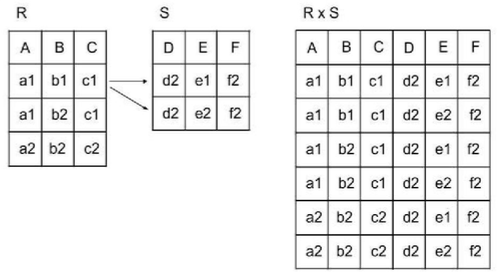 R
A B C
a1 b1 c1
a1 b2 c1
a2 b2 c2
S
D E F
d2 e1 f2
d2 e2 f2
R x S
A B C D E F
a1 b1 c1 d2 e1 f2
a1 b1 c1 d2 e2 f2
a1 b2 c1 d2 e1 f2
a1 b2 c1 d2 e2 f2
a2 b2 c2 d2 e1 f2
a2 b2 c2 d2 e2 f2